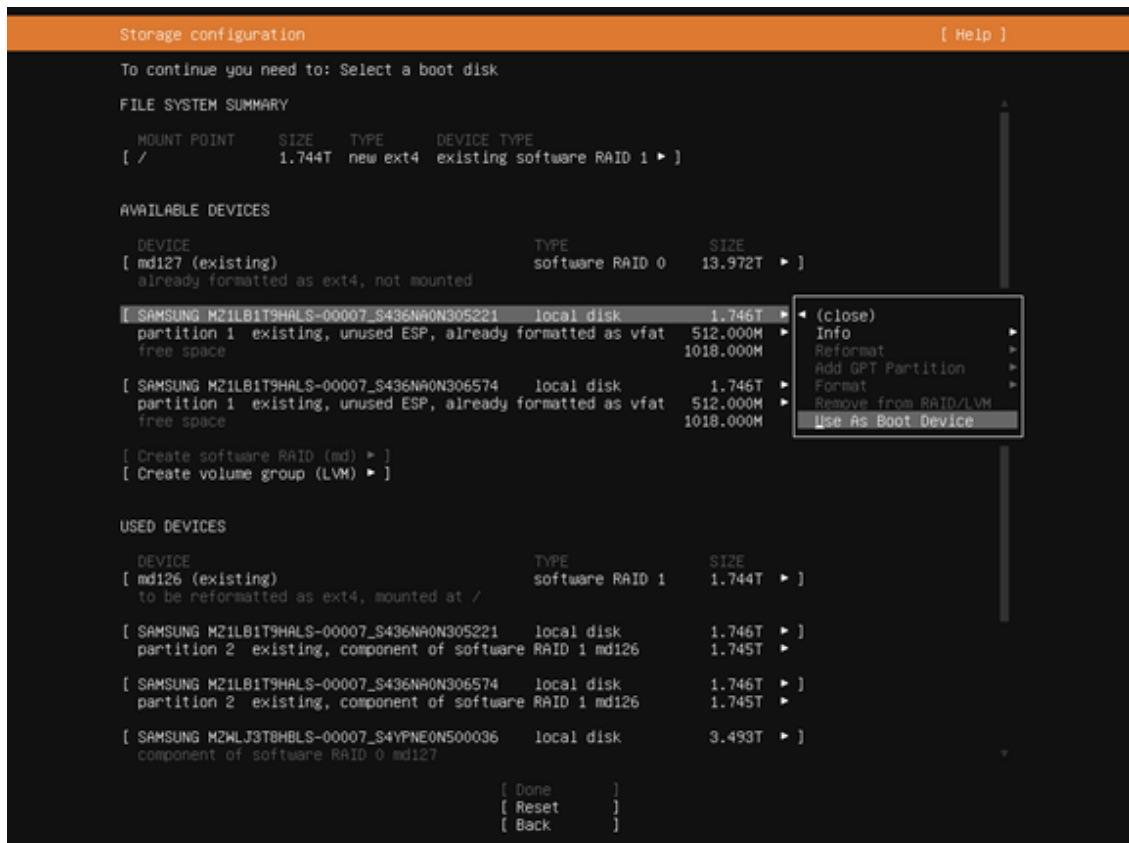 Storage configuration [ Help ]
To continue you need to: Select a boot disk
FILE SYSTEM SUMMARY
MOUNT POINT SIZE TYPE DEVICE TYPE
[ / 1.744T new ext4 existing software RAID 1 ▸ ]
AVAILABLE DEVICES
DEVICE TYPE SIZE
[ md127 (existing) software RAID 0 13.972T ▸ ]
already formatted as ext4, not mounted
[ SAMSUNG MZ1LB1T9HALS-00007_S436NA0N305221 local disk 1.746T ▸
partition 1 existing, unused ESP, already formatted as vfat 512.000M ▸
free space 1018.000M
[ SAMSUNG MZ1LB1T9HALS-00007_S436NA0N306574 local disk 1.746T ▸
partition 1 existing, unused ESP, already formatted as vfat 512.000M ▸
free space 1018.000M
◂ (close)
Info ▸
Reformat ▸
Add GPT Partition ▸
Format ▸
Remove from RAID/LVM
Use As Boot Device
[ Create software RAID (md) ▸ ]
[ Create volume group (LVM) ▸ ]
USED DEVICES
DEVICE TYPE SIZE
[ md126 (existing) software RAID 1 1.744T ▸ ]
to be reformatted as ext4, mounted at /
[ SAMSUNG MZ1LB1T9HALS-00007_S436NA0N305221 local disk 1.746T ▸ ]
partition 2 existing, component of software RAID 1 md126 1.745T ▸
[ SAMSUNG MZ1LB1T9HALS-00007_S436NA0N306574 local disk 1.746T ▸ ]
partition 2 existing, component of software RAID 1 md126 1.745T ▸
[ SAMSUNG MZWLJ3T8HBLS-00007_S4YPNE0N500036 local disk 3.493T ▸ ]
component of software RAID 0 md127
[ Done ]
[ Reset ]
[ Back ]